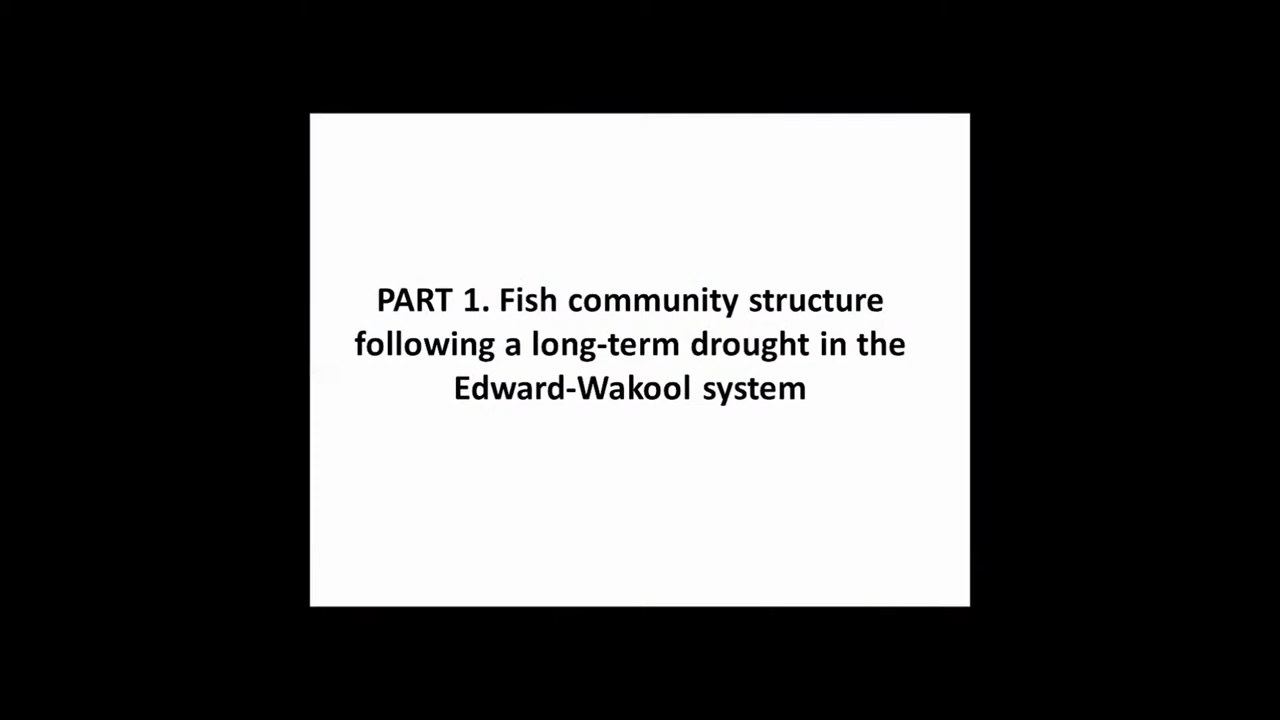 PART 1. Fish community structure
following a long-term drought in the
Edward-Wakool system